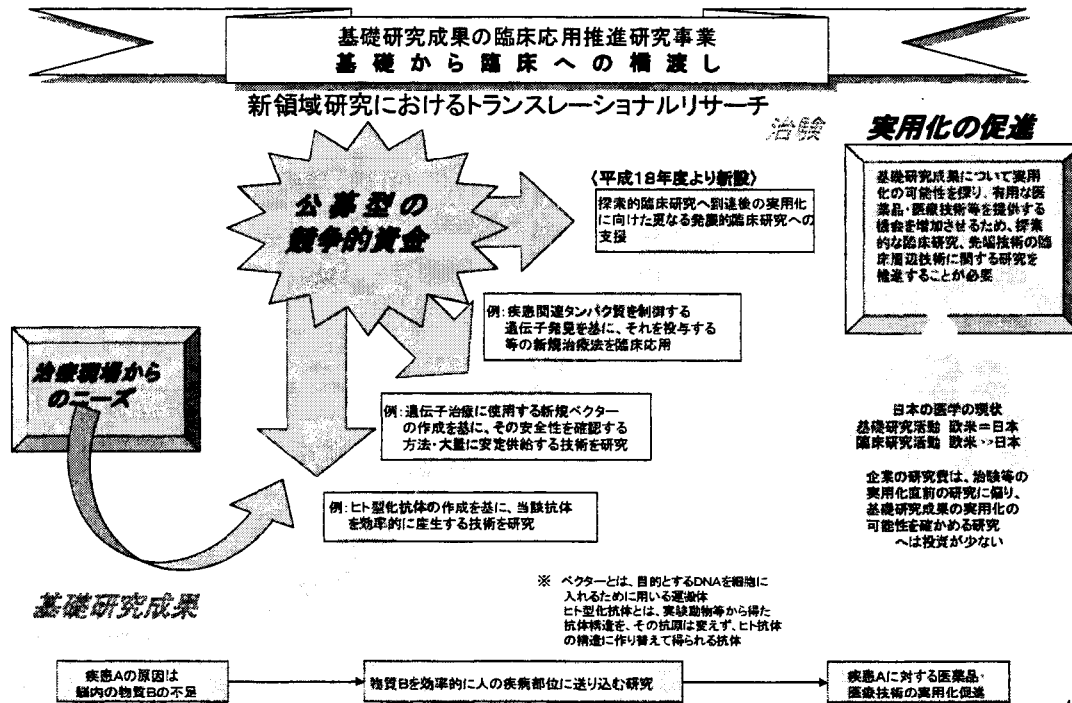 基礎研究成果の臨床応用推進研究事業
基礎から臨床への橋渡し
新領域研究におけるトランスレーショナルリサーチ
治験
実用化の促進
公募型の
競争的資金
〈平成18年度より新設〉
探索的臨床研究へ到達後の実用化
に向けた更なる発展的臨床研究への
支援
基礎研究成果について実用
化の可能性を探り、有用な医
薬品・医療技術等を提供する
機会を増加させるため、探索
的な臨床研究、先端技術の臨
床周辺技術に関する研究を
推進することが必要
例：疾患関連タンパク質を制御する
遺伝子発見を基に、それを投与する
等の新規治療法を臨床応用
治療現場から
のニーズ
例：遺伝子治療に使用する新規ベクター
の作成を基に、その安全性を確認する
方法・大量に安定供給する技術を研究
日本の医学の現状
基礎研究活動 欧米＝日本
臨床研究活動 欧米>>日本
例：ヒト型化抗体の作成を基に、当該抗体
を効率的に産生する技術を研究
企業の研究費は、治験等の
実用化直前の研究に偏り、
基礎研究成果の実用化の
可能性を確かめる研究
へは投資が少ない
基礎研究成果
※ ベクターとは、目的とするDNAを細胞に
入れるために用いる運搬体
ヒト型化抗体とは、実験動物等から得た
抗体構造を、その抗原は変えず、ヒト抗体
の構造に作り替えて得られる抗体
疾患Aの原因は
脳内の物質Bの不足
物質Bを効率的に人の疾病部位に送り込む研究
疾患Aに対する医薬品・
医療技術の実用化促進